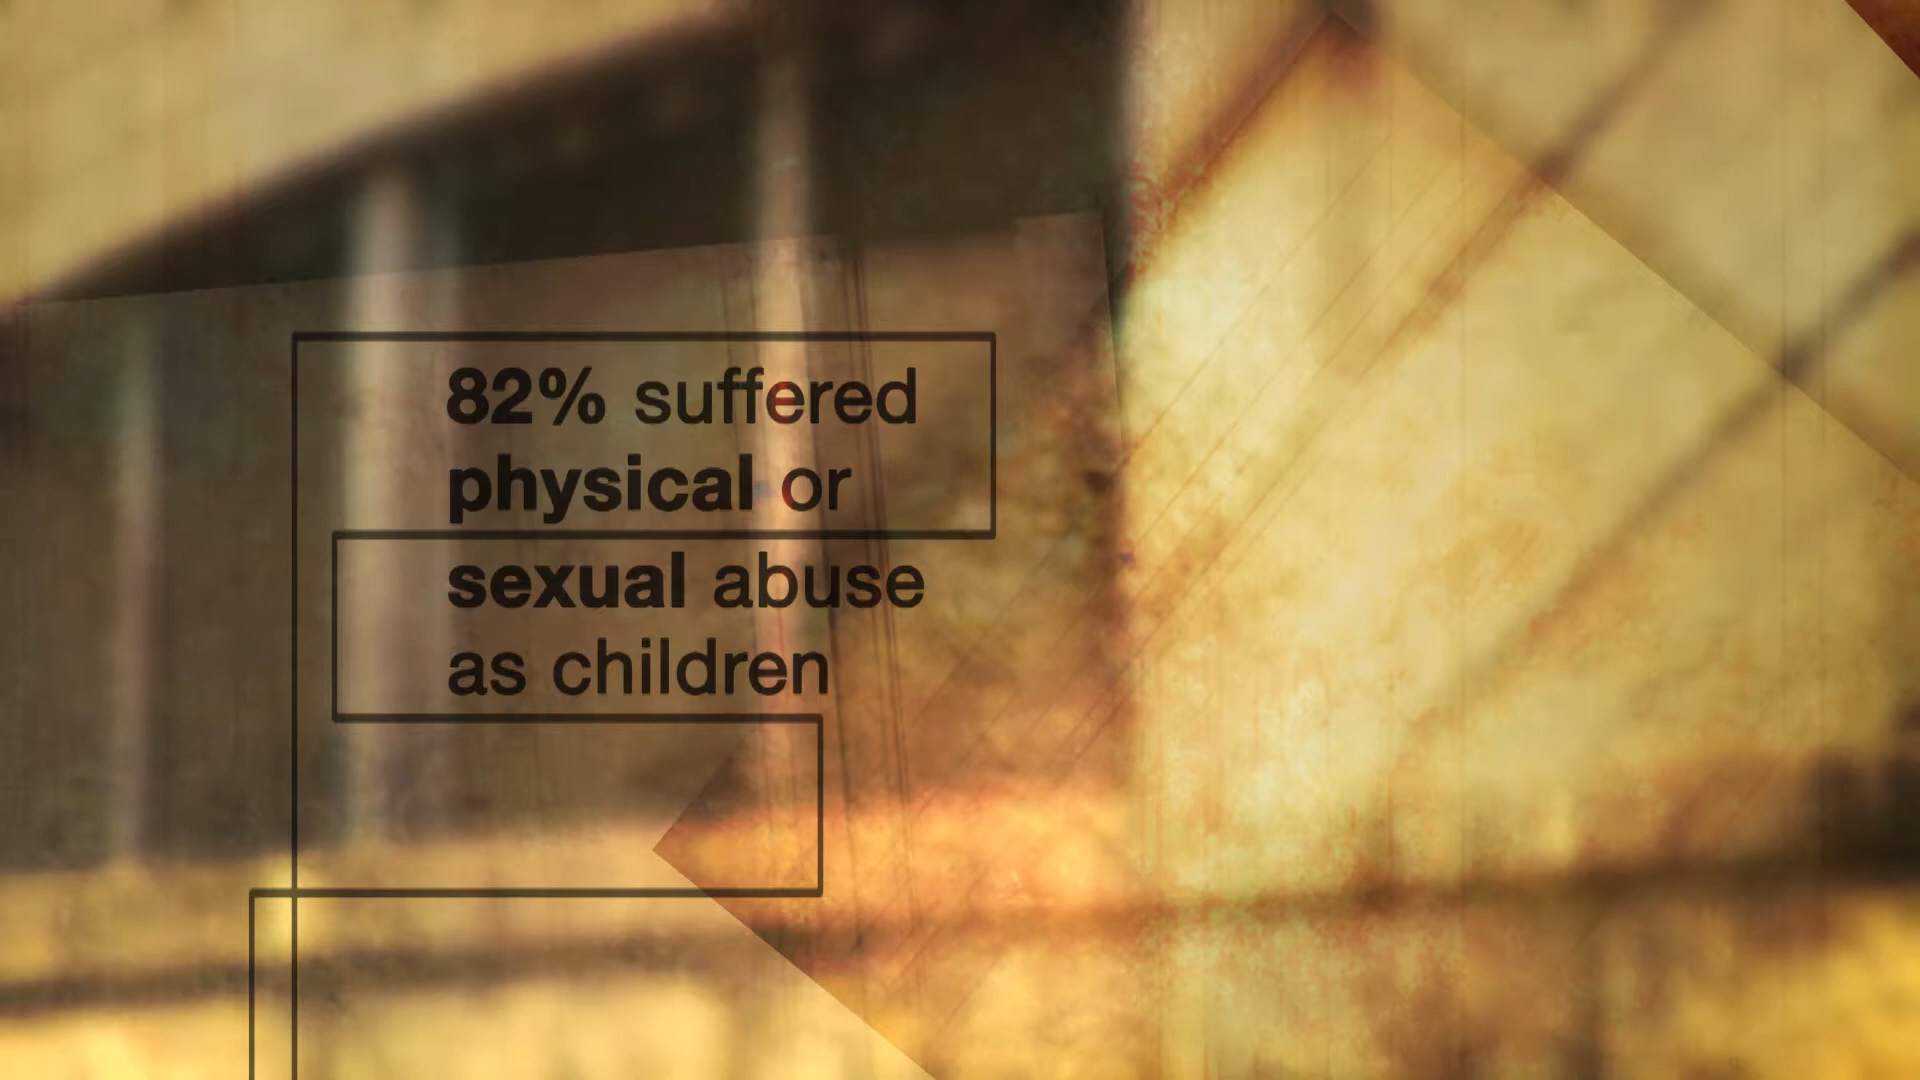 82% suffered
physical or
sexual abuse
as children